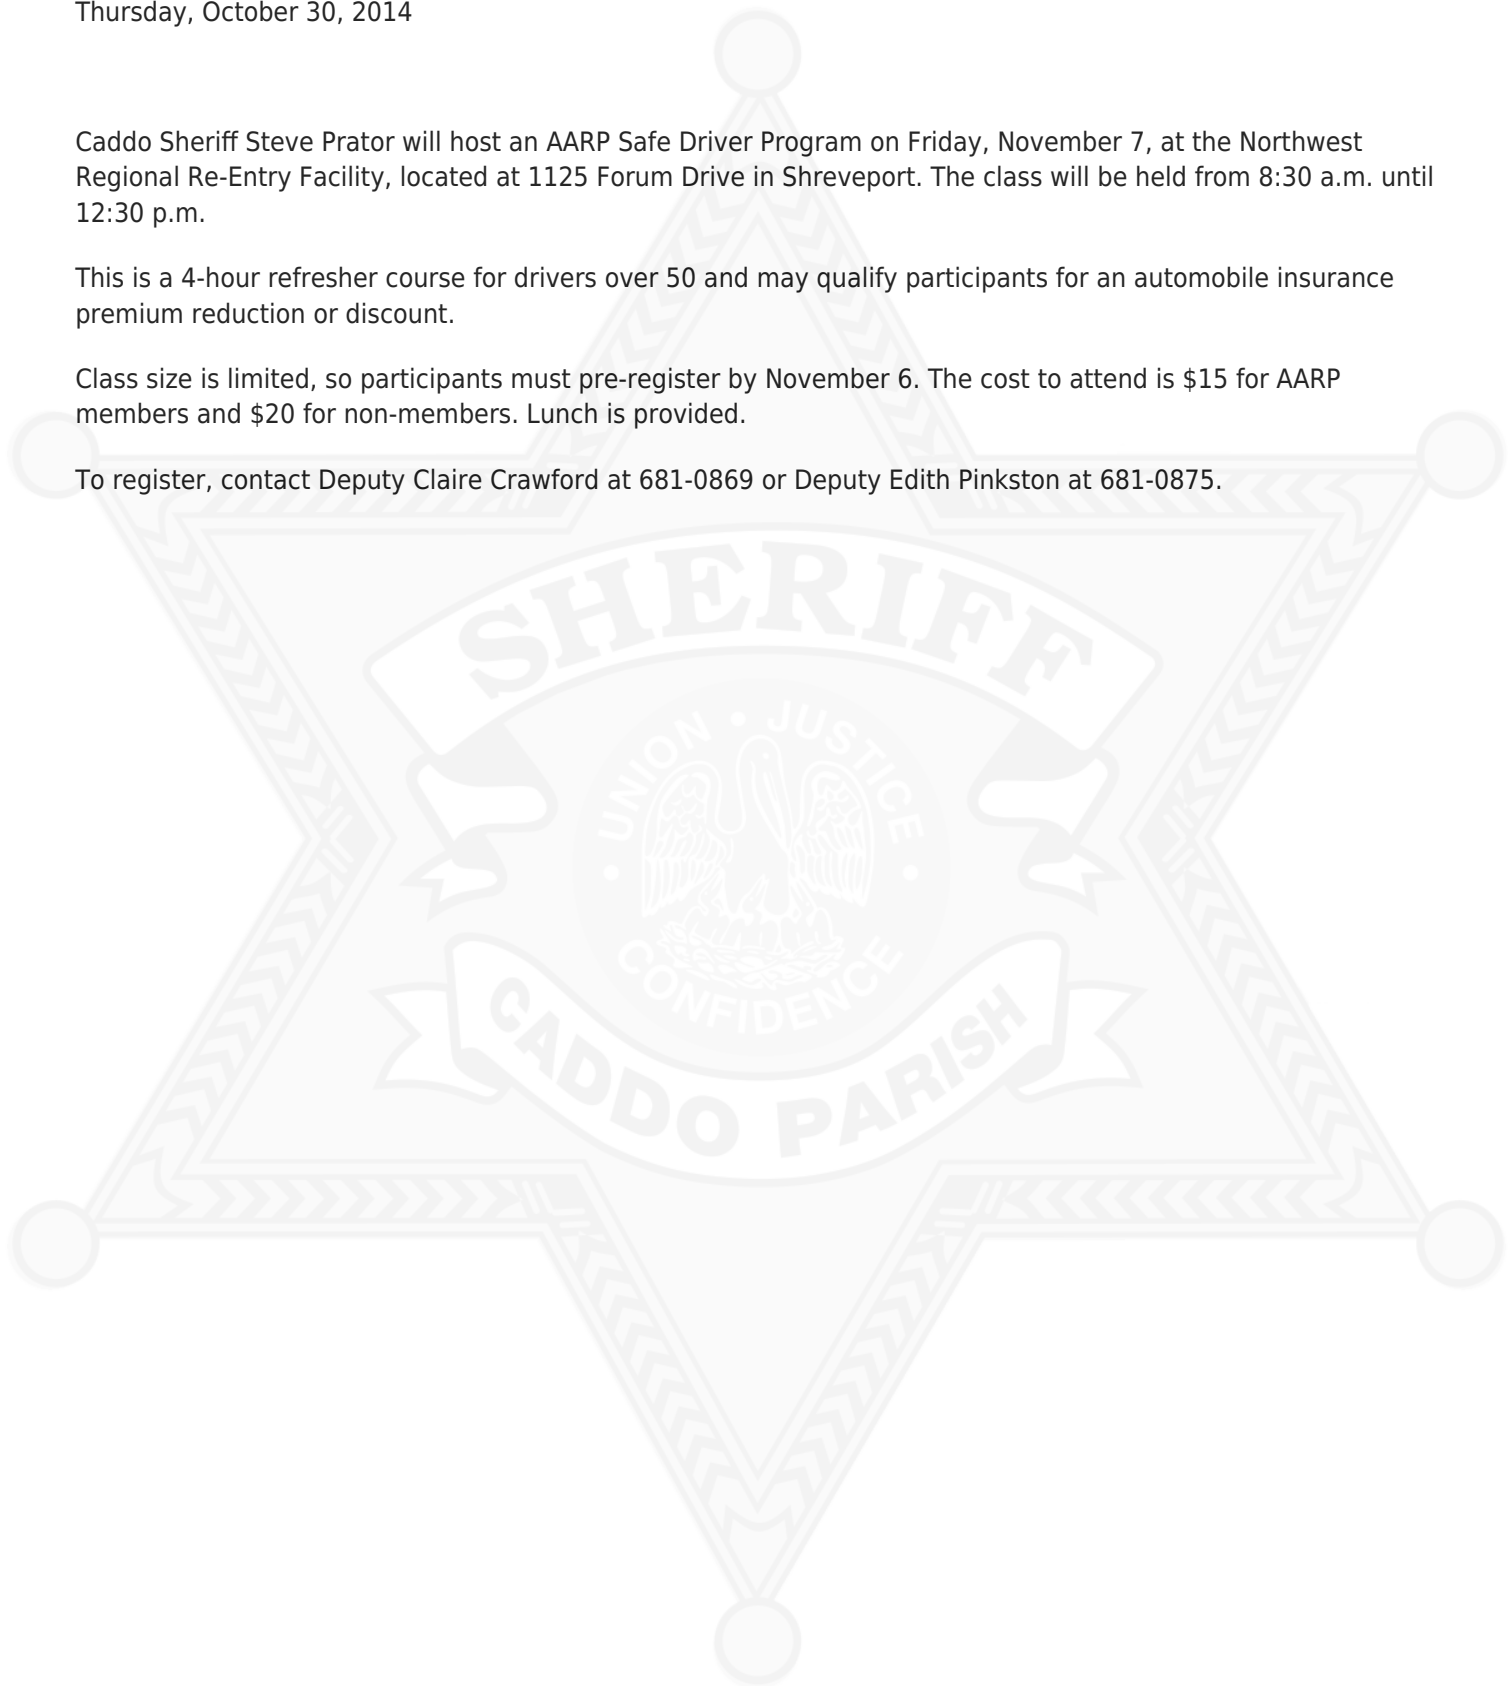 Thursday, October 30, 2014
Caddo Sheriff Steve Prator will host an AARP Safe Driver Program on Friday, November 7, at the Northwest
Regional Re-Entry Facility, located at 1125 Forum Drive in Shreveport. The class will be held from 8:30 a.m. until
12:30 p.m.
This is a 4-hour refresher course for drivers over 50 and may qualify participants for an automobile insurance
premium reduction or discount.
Class size is limited, so participants must pre-register by November 6. The cost to attend is $15 for AARP
members and $20 for non-members. Lunch is provided.
To register, contact Deputy Claire Crawford at 681-0869 or Deputy Edith Pinkston at 681-0875.
SHERIFF
UNION • JUSTICE
• CONFIDENCE •
CADDO PARISH